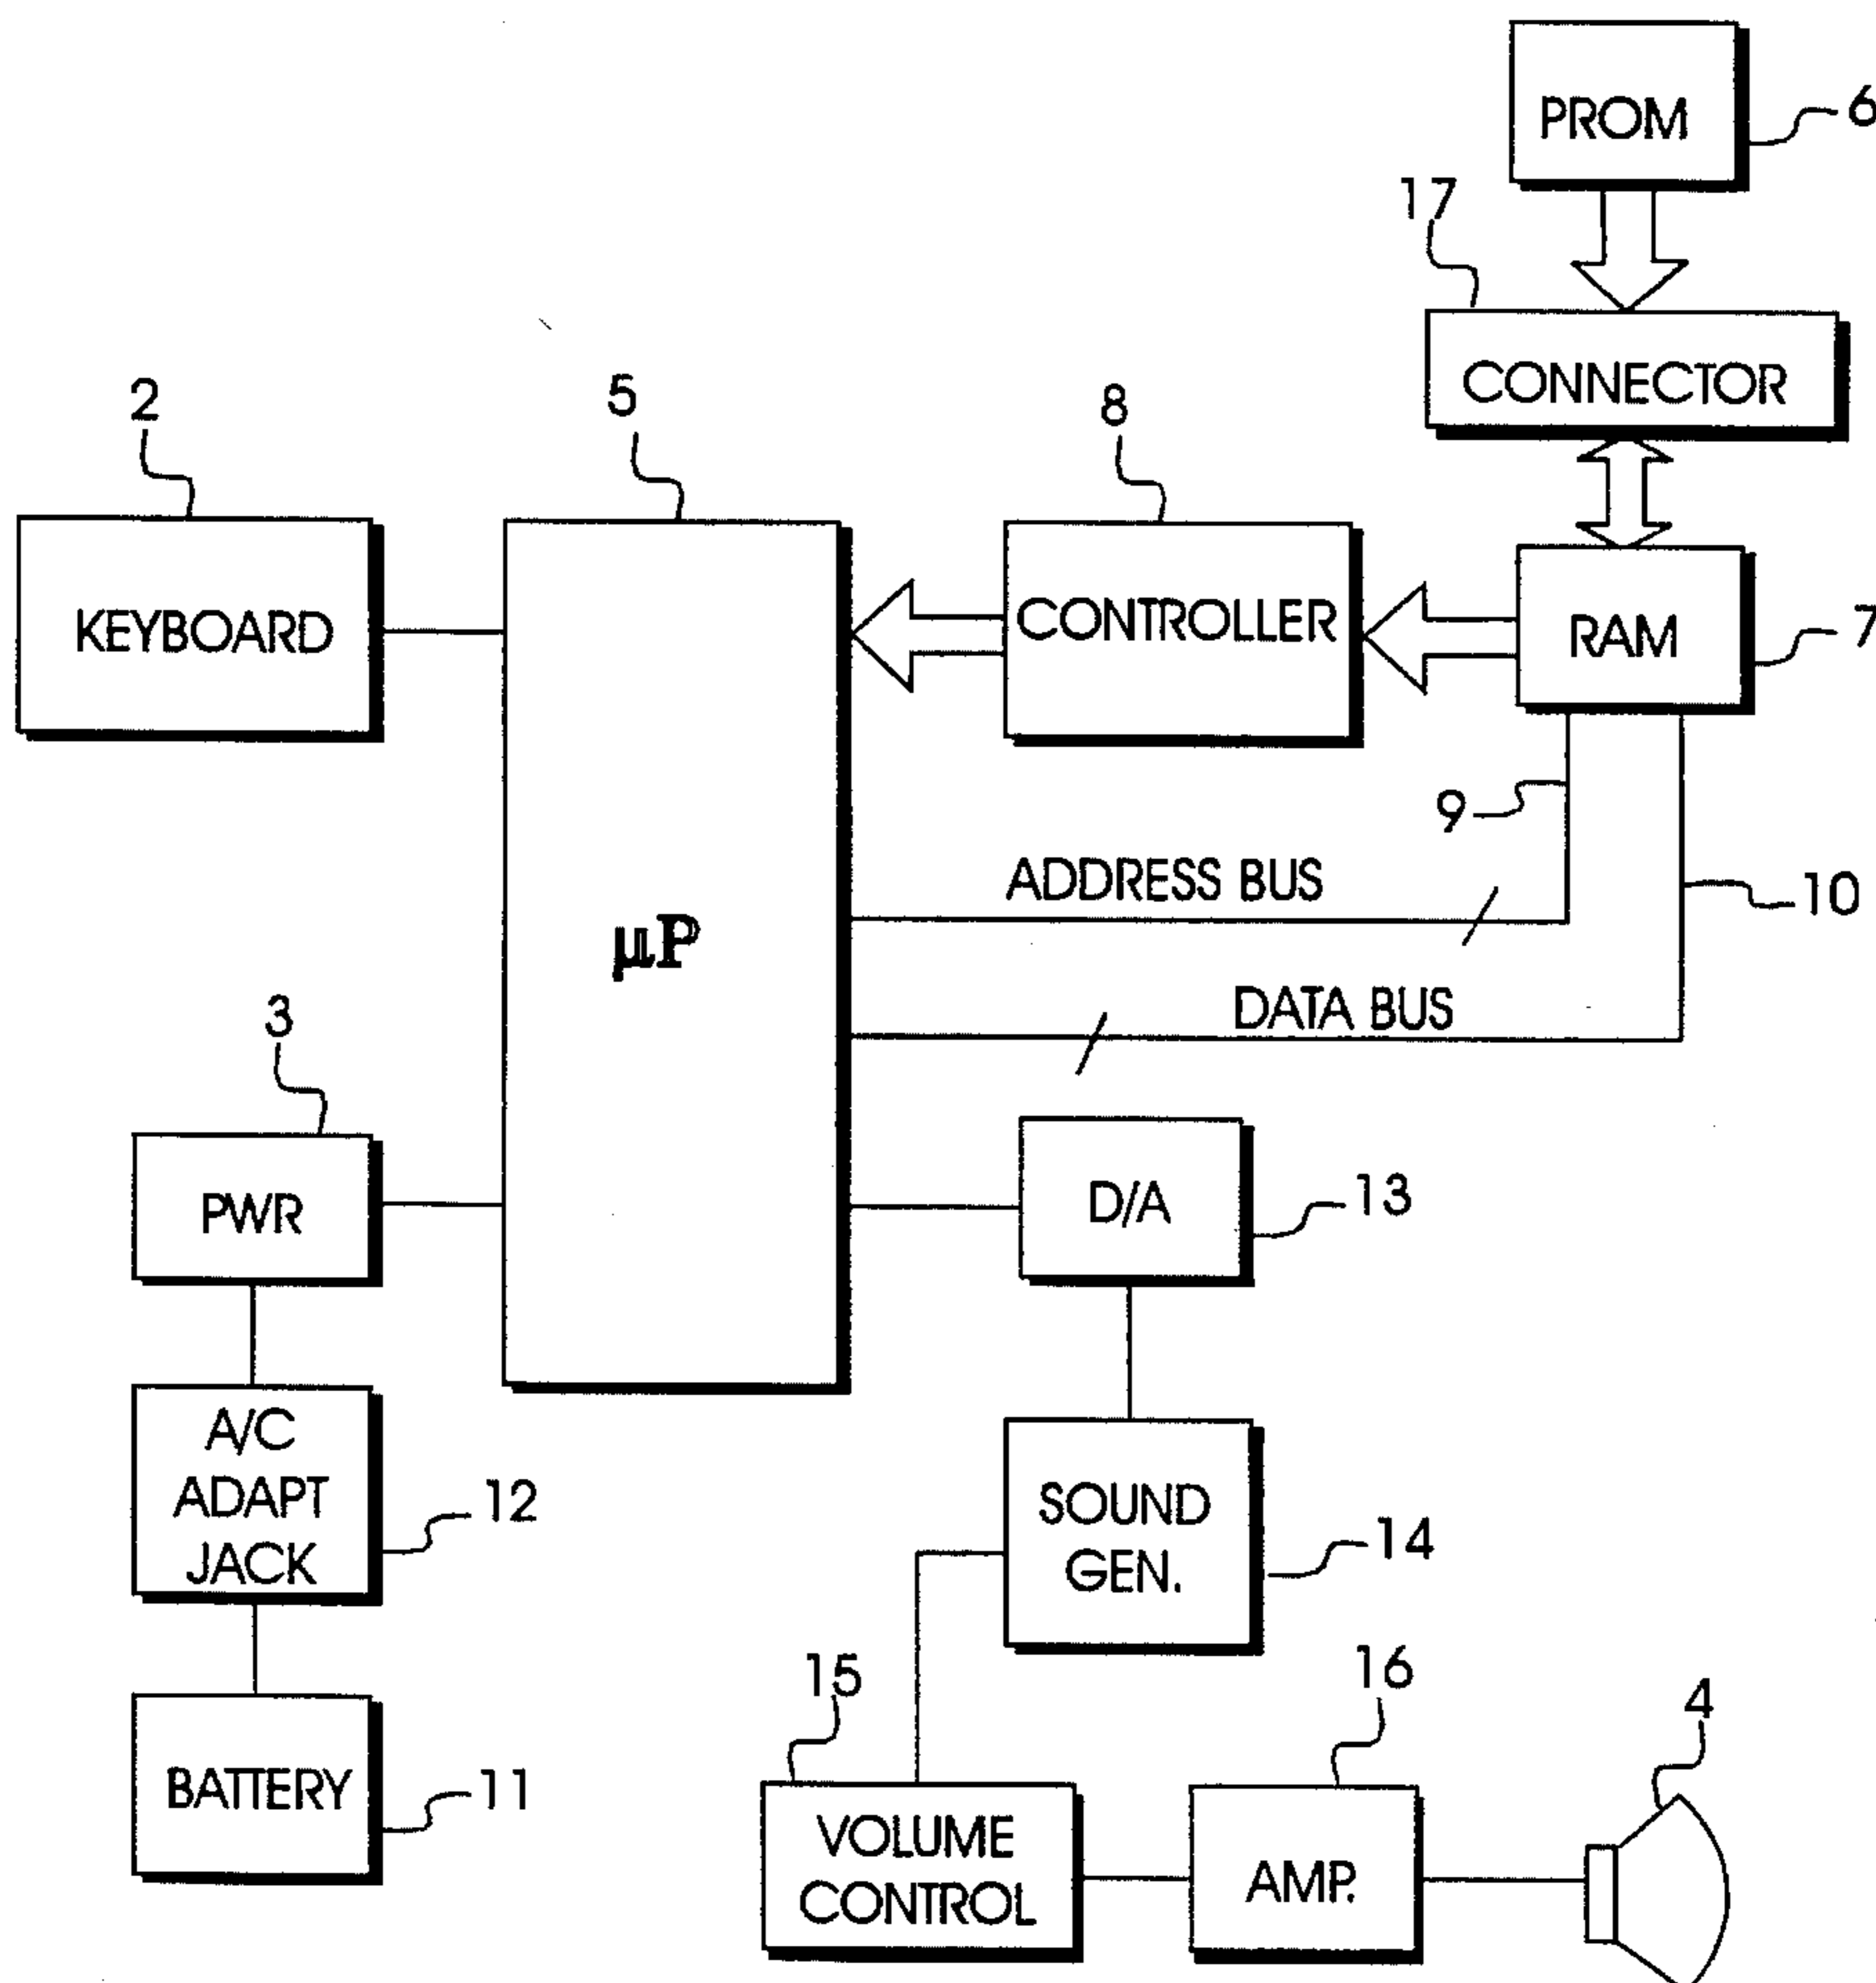 PROM
6
17
CONNECTOR
2
5
8
KEYBOARD
CONTROLLER
RAM
7
9
ADDRESS BUS
10
μP
DATA BUS
3
PWR
D/A
13
A/C
ADAPT
JACK
12
SOUND
GEN.
14
15
16
4
BATTERY
11
VOLUME
CONTROL
AMP.